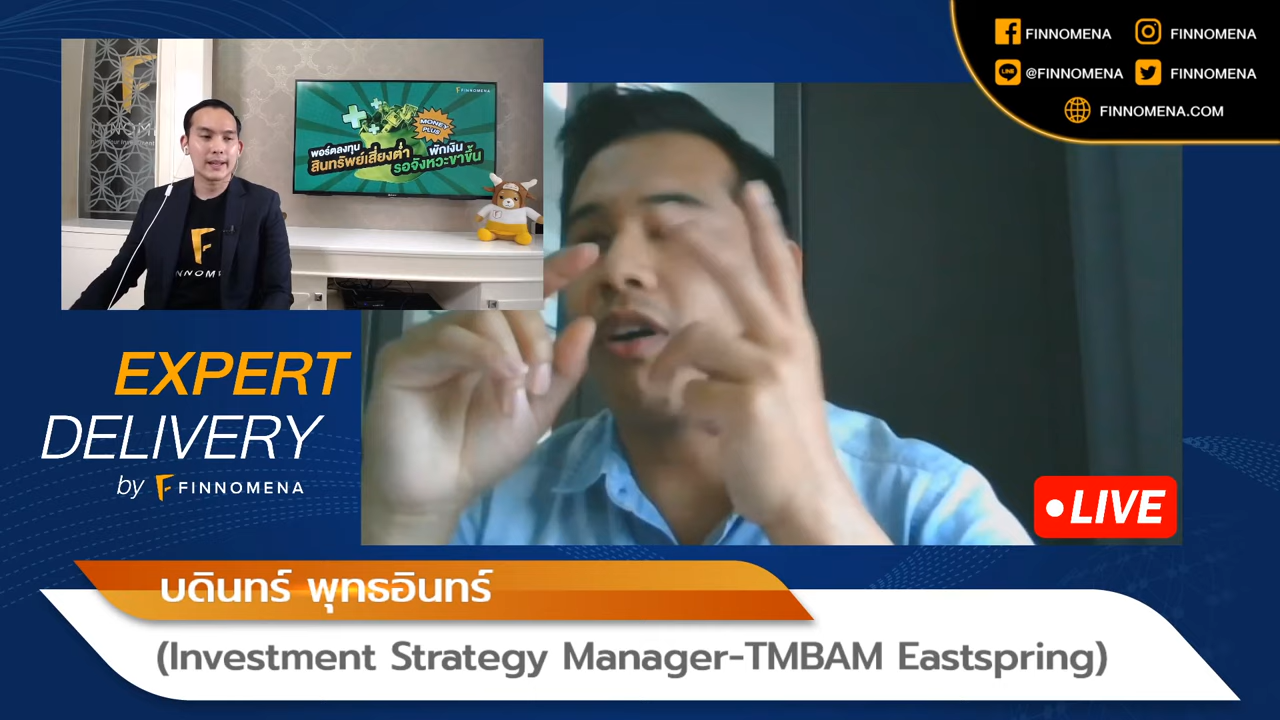 FINNOMENA
FINNOMENA
@FINNOMENA
FINNOMENA
FINNOMENA.COM
FINNOMENA
MONEY
PLUS
พอร์ตลงทุน
พักเงิน
สินทรัพย์เสี่ยงต่ำ
รอจังหวะขาขึ้น
EXPERT
DELIVERY
by FINNOMENA
LIVE
บดินทร์ พุทธอินทร์
(Investment Strategy Manager-TMBAM Eastspring)